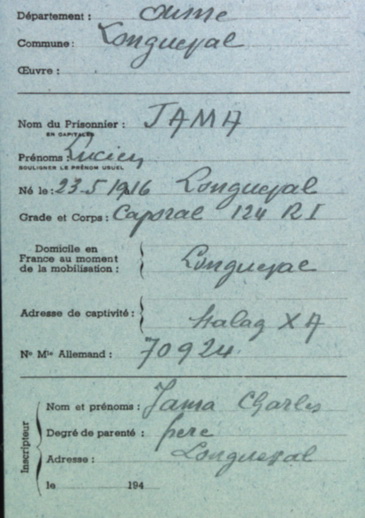 Département : Aisne
Commune : Longueval
Œuvre :
Nom du Prisonnier : JAMA
EN CAPITALES
Prénoms : Lucien
SOULIGNER LE PRÉNOM USUEL
Né le : 23.5.1916 Longueval
Grade et Corps : Caporal 124 R I
Domicile en
France au moment
de la mobilisation : Longueval
Adresse de captivité : Stalag XA
N° Mle Allemand : 70924
Inscripteur
Nom et prénoms : Jama Charles
Degré de parenté : père
Adresse : Longueval
le 194